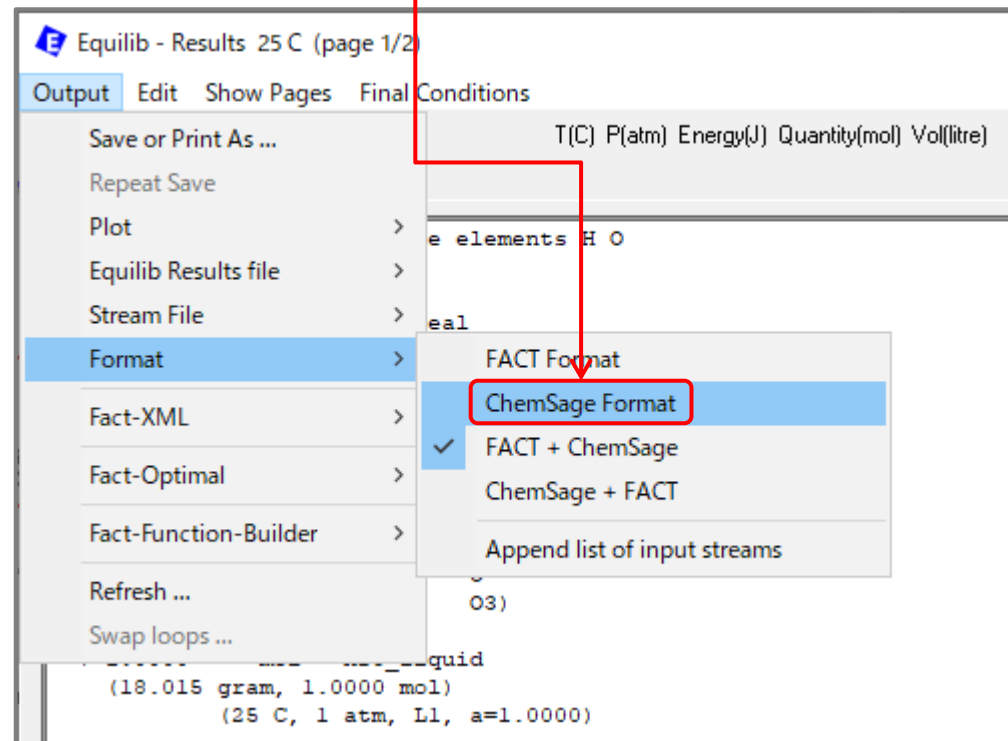 Equilib - Results 25 C (page 1/2)
Output Edit Show Pages Final Conditions
T(C) P(atm) Energy(J) Quantity(mol) Vol(litre)
Save or Print As ...
Repeat Save
Plot
e elements H O
Equilib Results file
Stream File
eal
Format
FACT Format
ChemSage Format
Fact-XML
FACT + ChemSage
Fact-Optimal
ChemSage + FACT
Fact-Function-Builder
Append list of input streams
Refresh ...
O3)
Swap loops ...
(18.015 gram, 1.0000 mol)
(25 C, 1 atm, L1, a=1.0000)